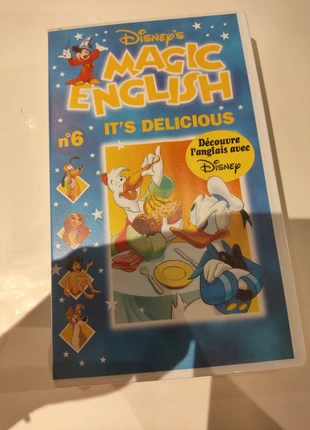 Disney's
MAGIC
ENGLISH
n°6
IT'S DELICIOUS
Découvre
l'anglais avec
Disney